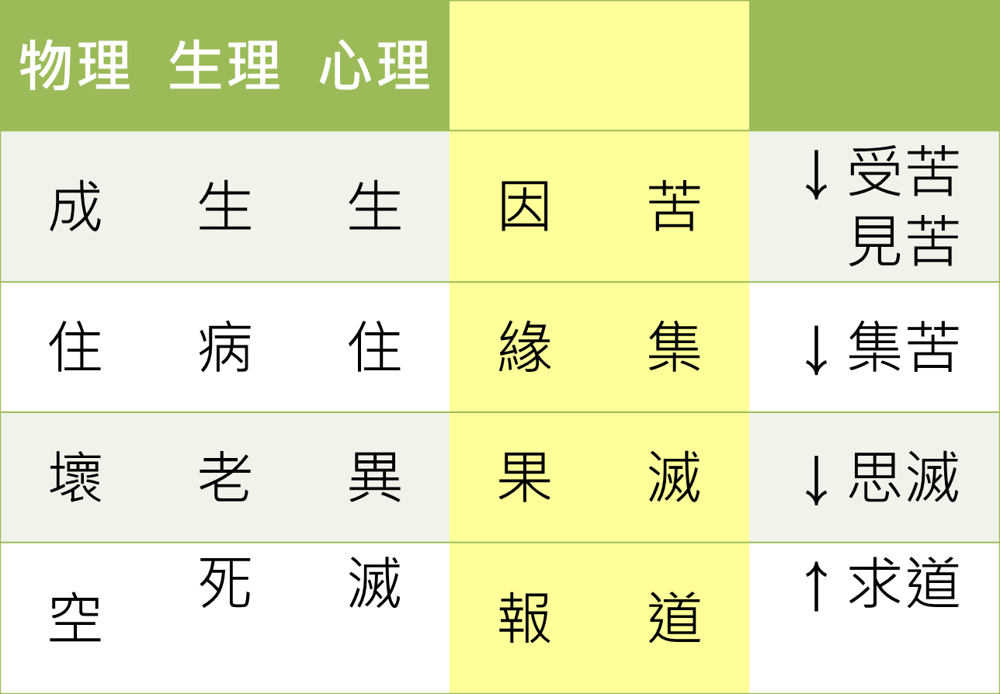 物理 生理 心理
成 生 生 因 苦 ↓受苦
見苦
住 病 住 緣 集 ↓集苦
壞 老 異 果 滅 ↓思滅
空 死 滅 報 道 ↑求道